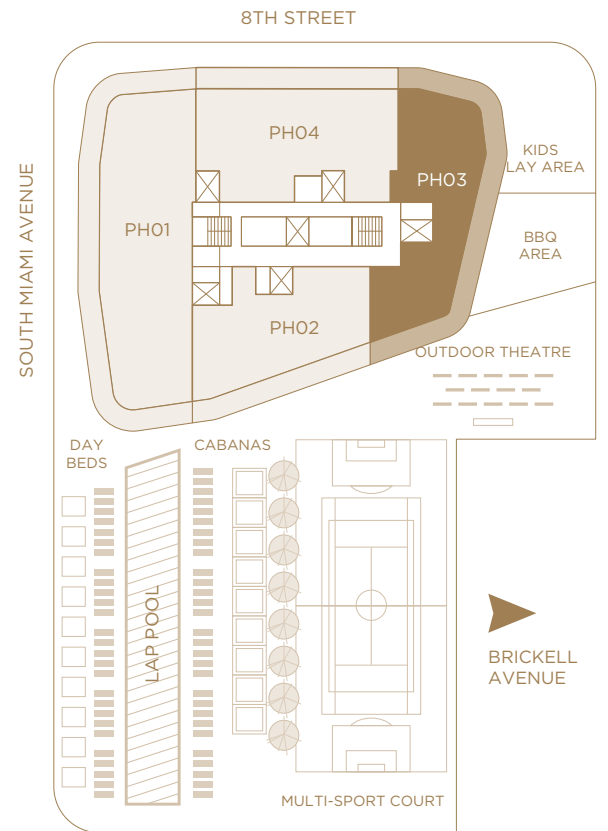 8TH STREET
SOUTH MIAMI AVENUE
PH04
PH03
KIDS
LAY AREA
PH01
BBQ
AREA
PH02
OUTDOOR THEATRE
DAY
BEDS
CABANAS
LAP POOL
BRICKELL
AVENUE
MULTI-SPORT COURT